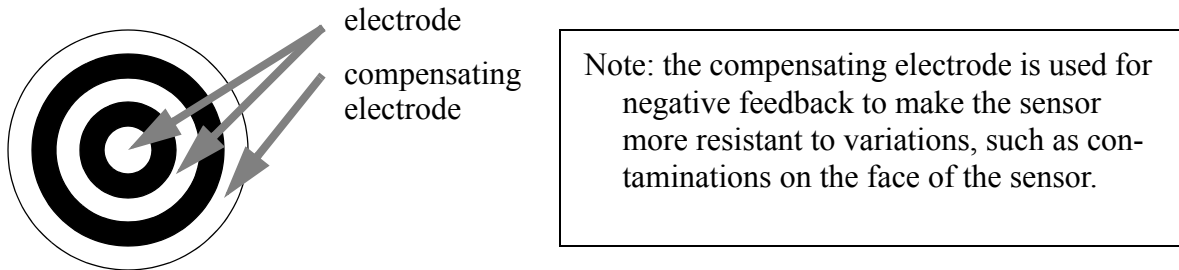 electrode
compensating
electrode
Note: the compensating electrode is used for
negative feedback to make the sensor
more resistant to variations, such as con-
taminations on the face of the sensor.